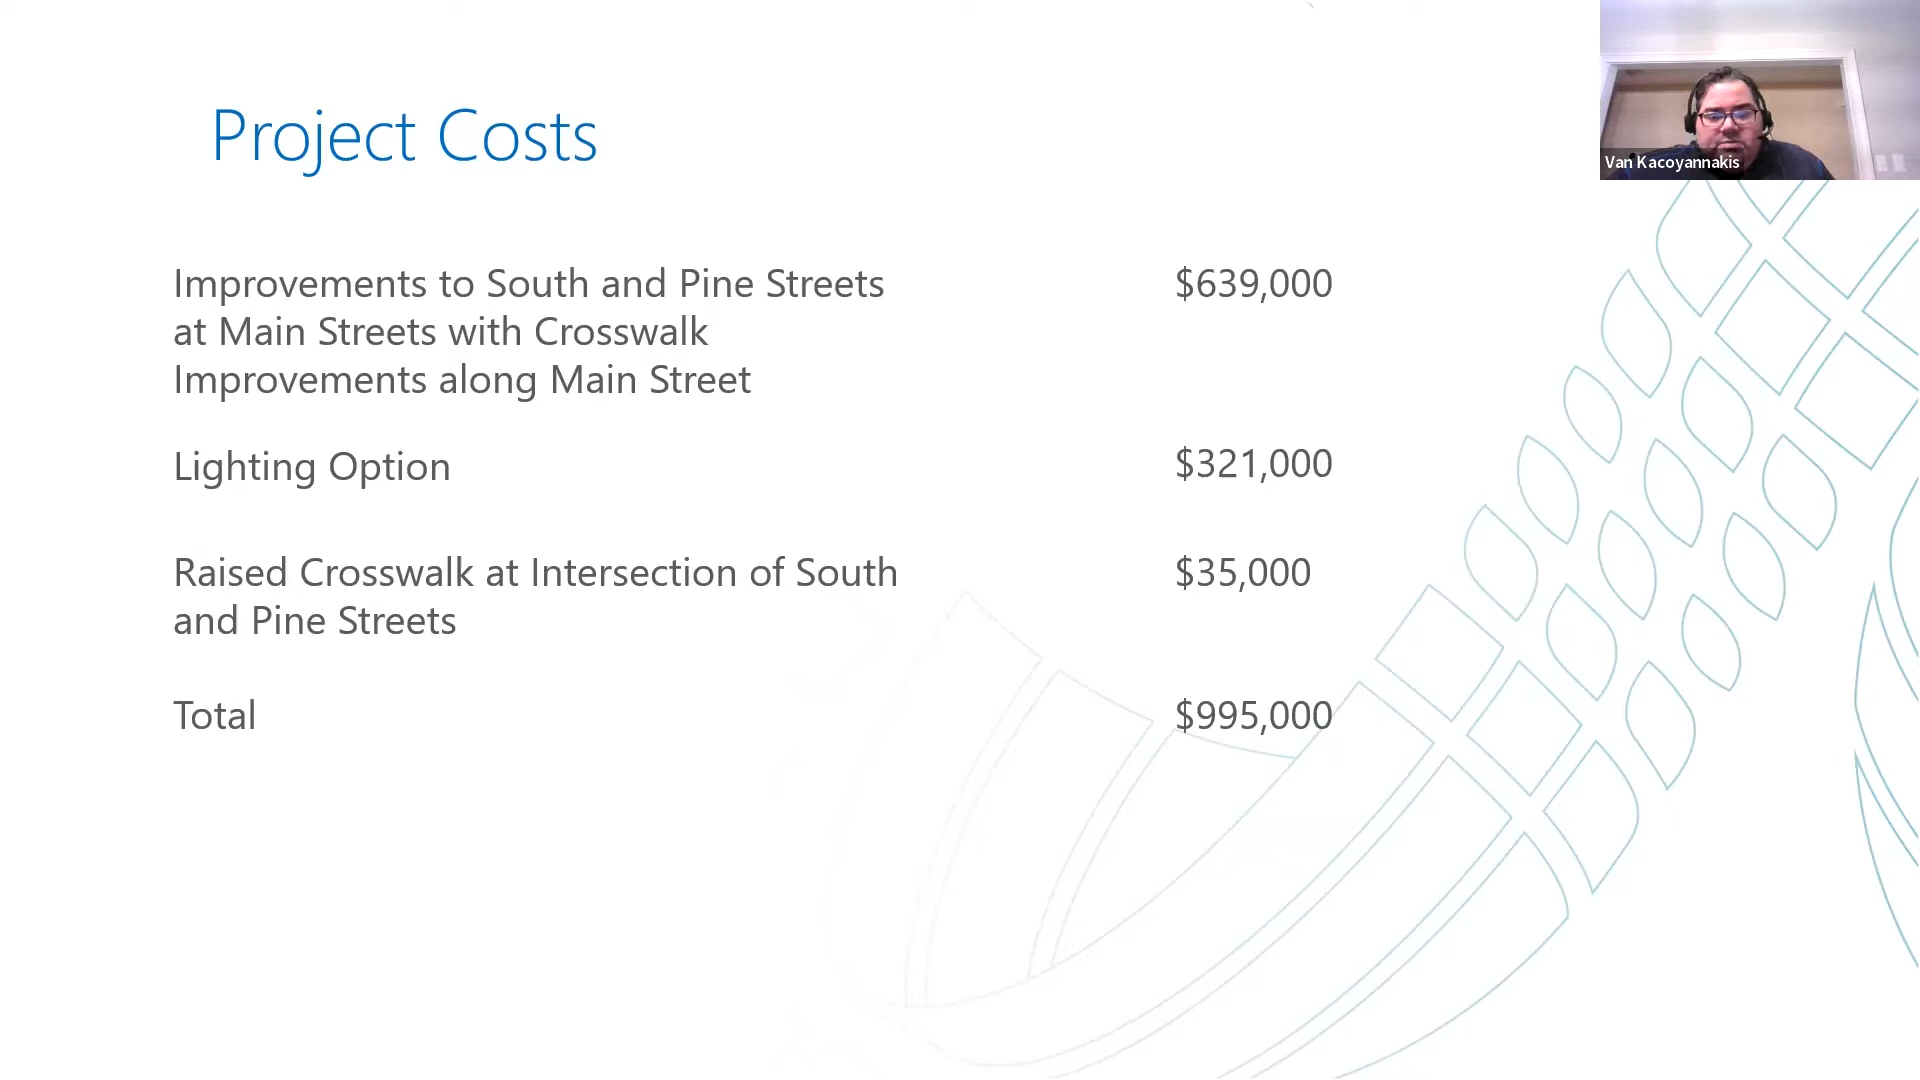 Project Costs
Van Kacoyannakis
Improvements to South and Pine Streets
at Main Streets with Crosswalk
Improvements along Main Street
$639,000
Lighting Option
$321,000
Raised Crosswalk at Intersection of South
and Pine Streets
$35,000
Total
$995,000